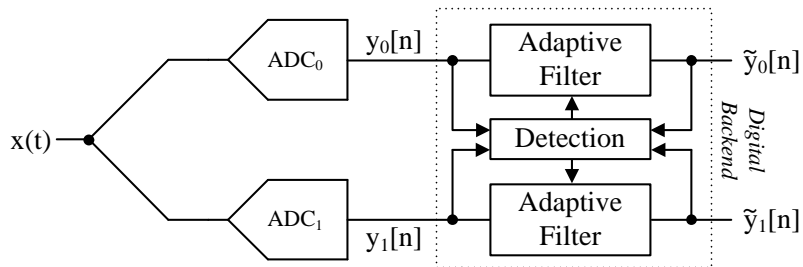 y₀[n]
Adaptive
Filter
ỹ₀[n]
ADC₀
x(t)
Detection
Digital
Backend
ADC₁
y₁[n]
Adaptive
Filter
ỹ₁[n]